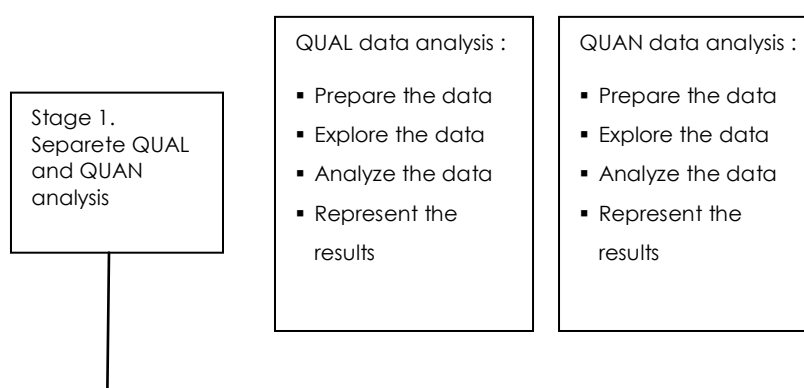 Stage 1.
Separete QUAL
and QUAN
analysis
QUAL data analysis :
▪ Prepare the data
▪ Explore the data
▪ Analyze the data
▪ Represent the
results
QUAN data analysis :
▪ Prepare the data
▪ Explore the data
▪ Analyze the data
▪ Represent the
results